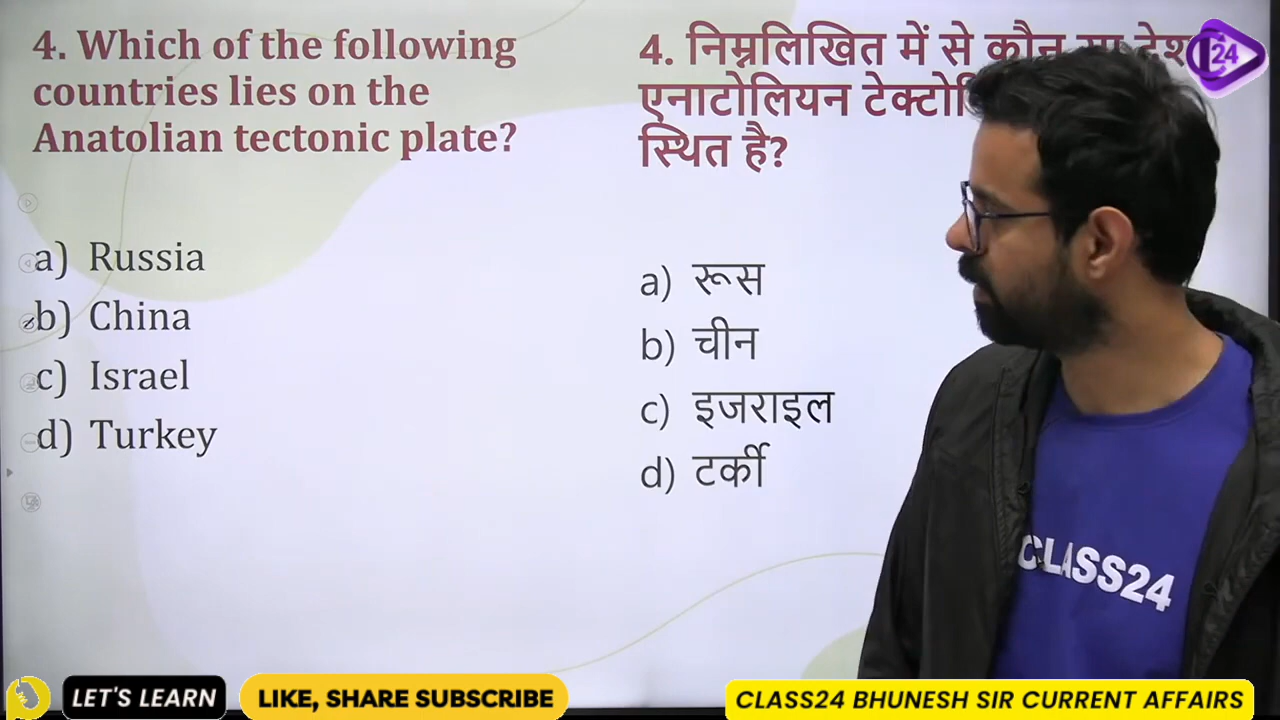 4. Which of the following
countries lies on the
Anatolian tectonic plate?
a) Russia
b) China
c) Israel
d) Turkey
4. निम्नलिखित में से कौन सा देश
एनाटोलियन
स्थित है?
a) रूस
b) चीन
c) इजराइल
d) टर्की
24
CLASS24
LET'S LEARN
LIKE, SHARE SUBSCRIBE
CLASS24 BHUNESH SIR CURRENT AFFAIRS